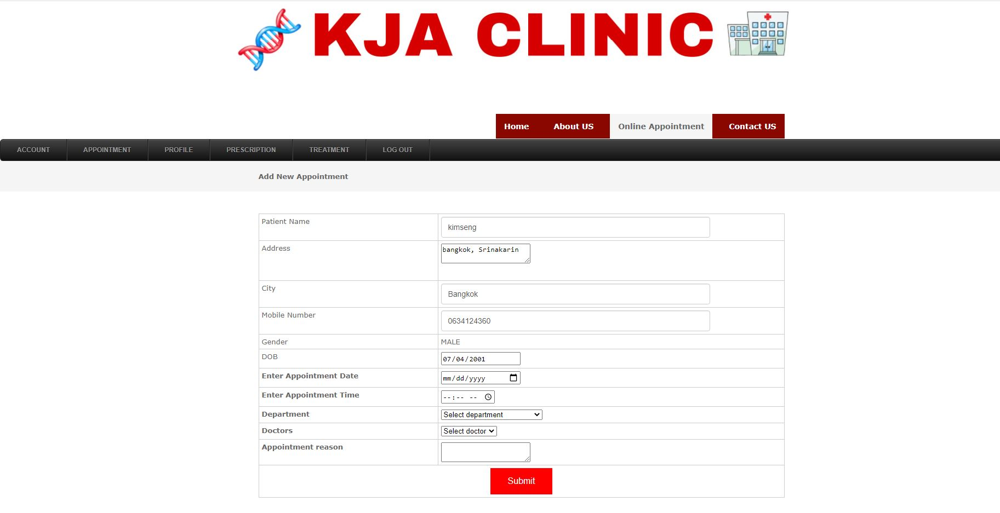 KJA CLINIC
Home About US Online Appointment Contact US
ACCOUNT APPOINTMENT PROFILE PRESCRIPTION TREATMENT LOG OUT
Add New Appointment
Patient Name kimseng
Address bangkok, Srinakarin
City Bangkok
Mobile Number 0634124360
Gender MALE
DOB 07/04/2001
Enter Appointment Date mm/dd/yyyy
Enter Appointment Time --:-- --
Department Select department
Doctors Select doctor
Appointment reason
Submit